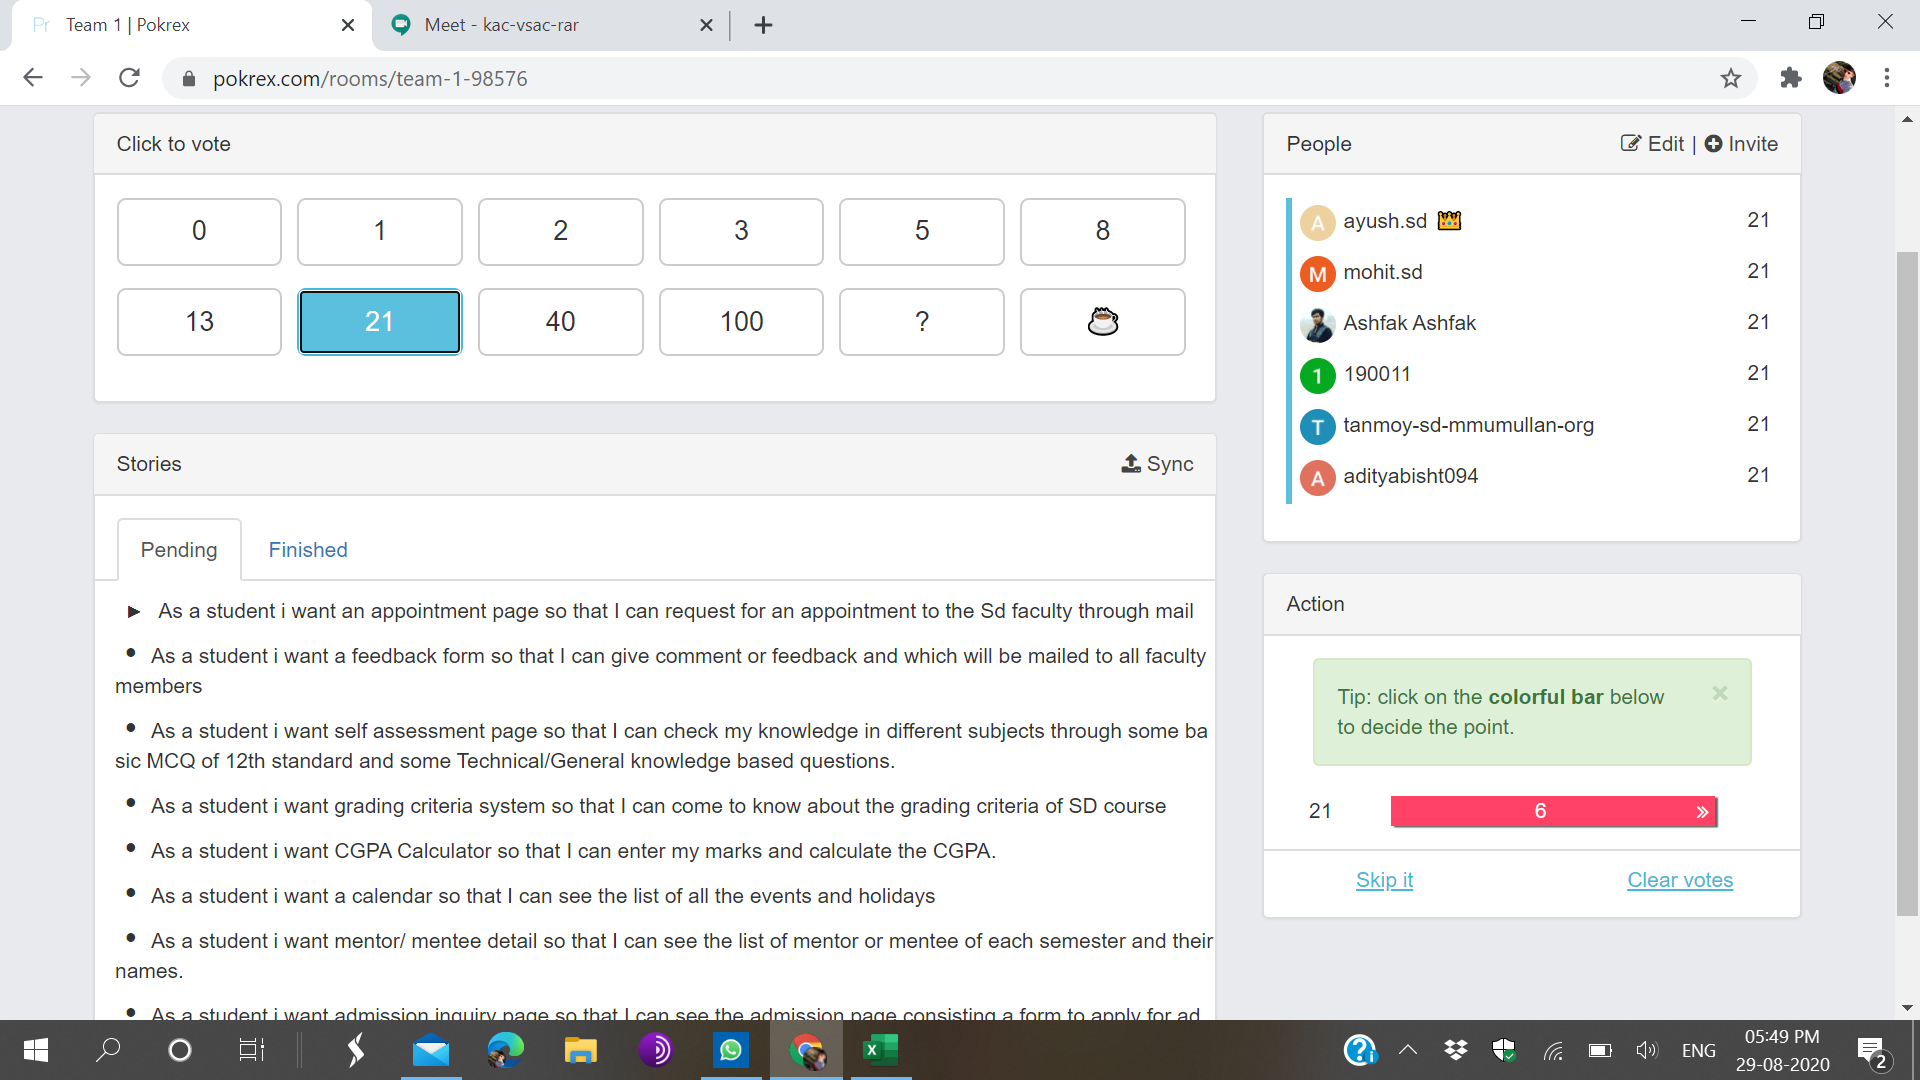 Team 1 | Pokrex
Meet - kac-vsac-rar
pokrex.com/rooms/team-1-98576
Click to vote
0
1
2
3
5
8
13
21
40
100
?
Stories
Sync
Pending
Finished
As a student i want an appointment page so that I can request for an appointment to the Sd faculty through mail
As a student i want a feedback form so that I can give comment or feedback and which will be mailed to all faculty
members
As a student i want self assessment page so that I can check my knowledge in different subjects through some ba
sic MCQ of 12th standard and some Technical/General knowledge based questions.
As a student i want grading criteria system so that I can come to know about the grading criteria of SD course
As a student i want CGPA Calculator so that I can enter my marks and calculate the CGPA.
As a student i want a calendar so that I can see the list of all the events and holidays
As a student i want mentor/ mentee detail so that I can see the list of mentor or mentee of each semester and their
names.
As a student i want admission inquiry page so that I can see the admission page consisting a form to apply for ad
People
Edit | Invite
A ayush.sd 21
M mohit.sd 21
Ashfak Ashfak 21
1 190011 21
T tanmoy-sd-mmumullan-org 21
A adityabisht094 21
Action
Tip: click on the colorful bar below
to decide the point.
21 6
Skip it
Clear votes
ENG
05:49 PM
29-08-2020
2